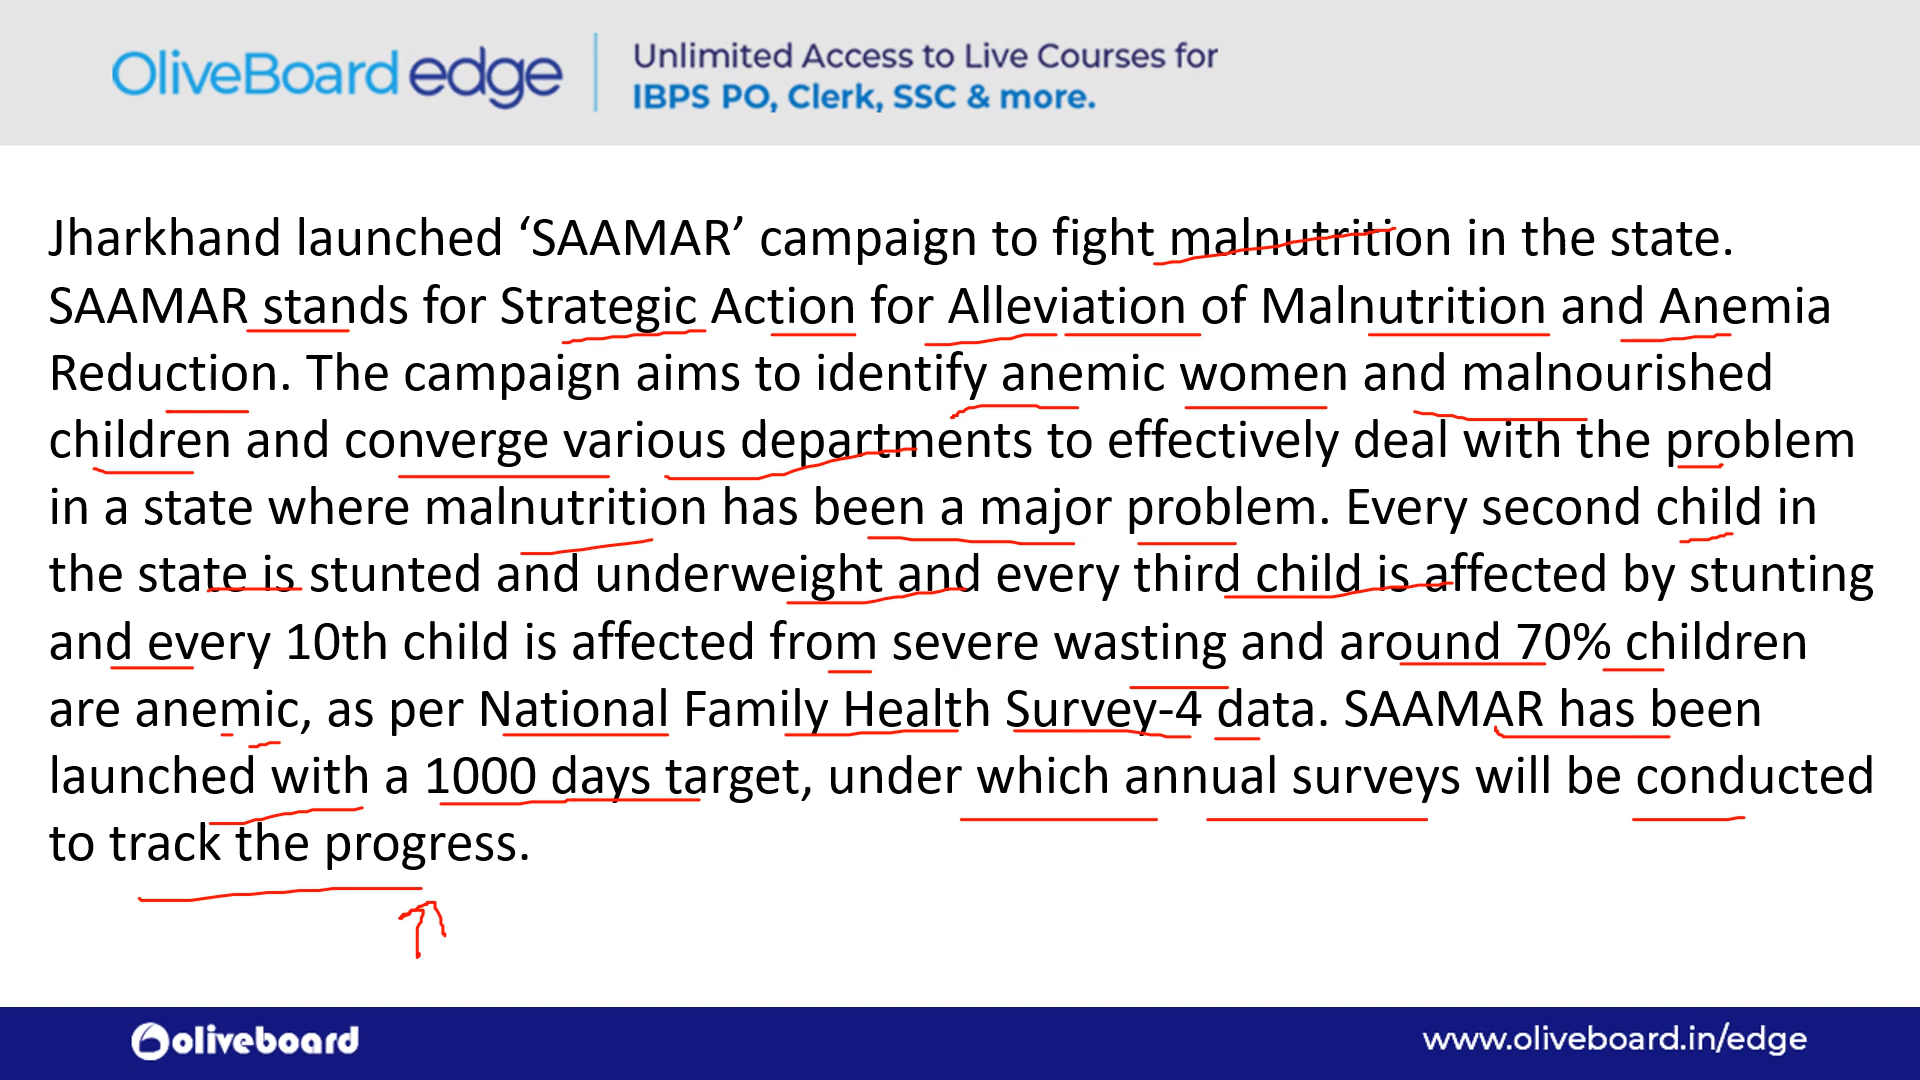 OliveBoard edge
Unlimited Access to Live Courses for
IBPS PO, Clerk, SSC & more.
Jharkhand launched ‘SAAMAR’ campaign to fight malnutrition in the state.
SAAMAR stands for Strategic Action for Alleviation of Malnutrition and Anemia
Reduction. The campaign aims to identify anemic women and malnourished
children and converge various departments to effectively deal with the problem
in a state where malnutrition has been a major problem. Every second child in
the state is stunted and underweight and every third child is affected by stunting
and every 10th child is affected from severe wasting and around 70% children
are anemic, as per National Family Health Survey-4 data. SAAMAR has been
launched with a 1000 days target, under which annual surveys will be conducted
to track the progress.
oliveboard
www.oliveboard.in/edge